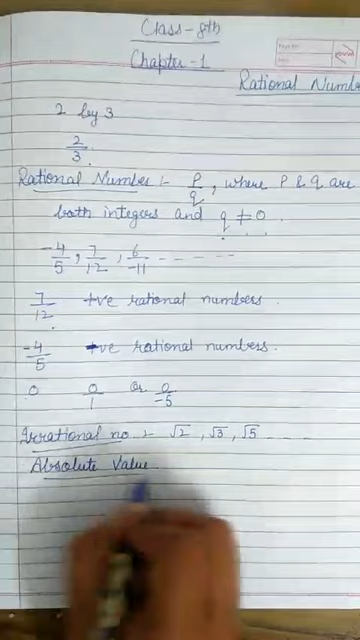 Class-8th
Chapter-1
Rational Numbe
2 by 3
2/3.
Rational Number :- P/q, where P & q are
both integers and q ≠ 0.
-4/5, 7/12, 6/-11 - - - - -
7/12 +ve rational numbers.
-4/5 -ve rational numbers.
0 0/1 or 0/-5
Irrational no :- √2, √3, √5 - - -
Absolute Value